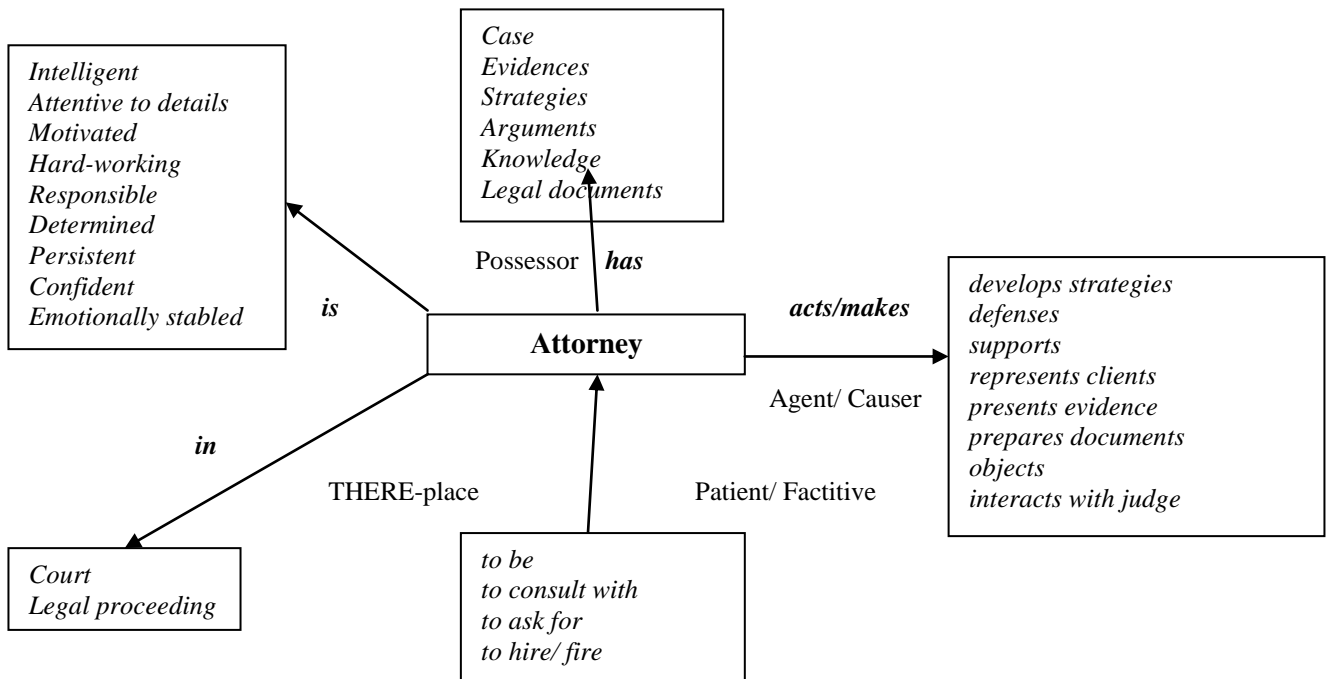 Intelligent
Attentive to details
Motivated
Hard-working
Responsible
Determined
Persistent
Confident
Emotionally stabled
Case
Evidences
Strategies
Arguments
Knowledge
Legal documents
Possessor has
is
acts/makes
Attorney
Agent/ Causer
develops strategies
defenses
supports
represents clients
presents evidence
prepares documents
objects
interacts with judge
in
THERE-place
Patient/ Factitive
Court
Legal proceeding
to be
to consult with
to ask for
to hire/ fire